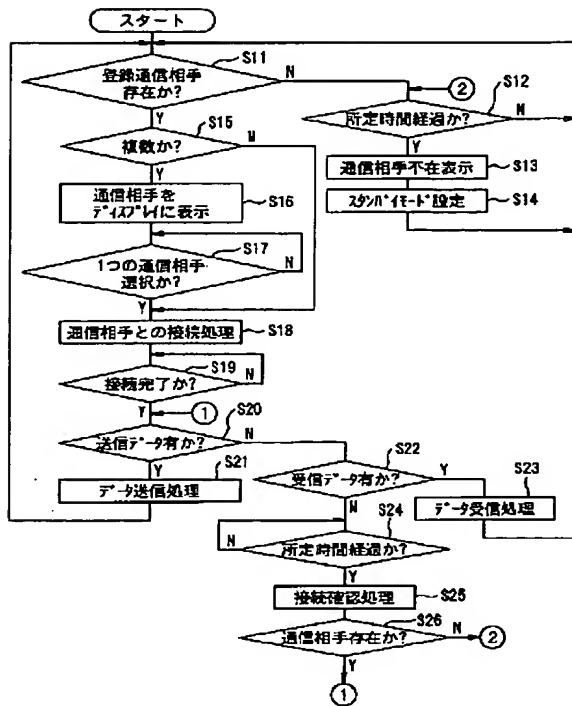 スタート
S11
登録通信相手
存在か?
N
Y
②
S12
所定時間経過か?
N
Y
通信相手不在表示
S13
スタンバイモード設定
S14
S15
複数か?
N
Y
通信相手を
ディスプレイに表示
S16
S17
1つの通信相手
選択か?
N
Y
通信相手との接続処理
S18
S19
接続完了か?
N
Y
①
S20
送信データ有か?
N
Y
S21
データ送信処理
S22
受信データ有か?
Y
N
S23
データ受信処理
S24
所定時間経過か?
N
Y
接続確認処理
S25
S26
通信相手存在か?
N
②
Y
①